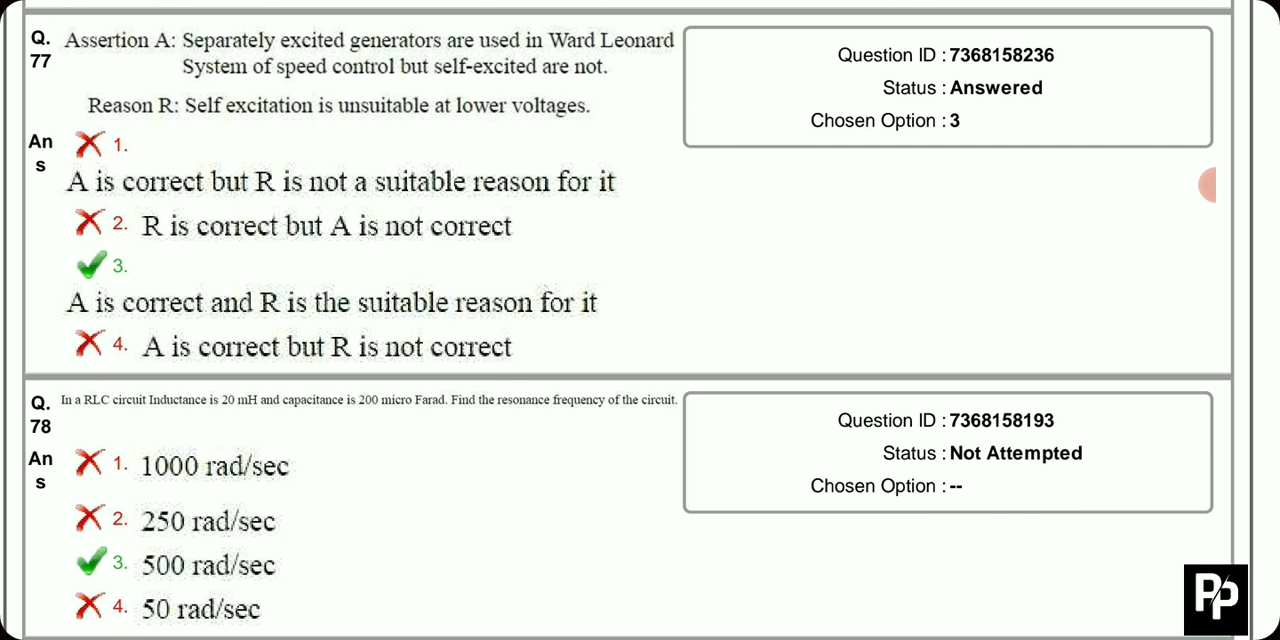 Q. 77
Assertion A: Separately excited generators are used in Ward Leonard
System of speed control but self-excited are not.
Reason R: Self excitation is unsuitable at lower voltages.
Question ID : 7368158236
Status : Answered
Chosen Option : 3
An
s
1.
A is correct but R is not a suitable reason for it
2. R is correct but A is not correct
3.
A is correct and R is the suitable reason for it
4. A is correct but R is not correct
Q. 78
In a RLC circuit Inductance is 20 mH and capacitance is 200 micro Farad. Find the resonance frequency of the circuit.
Question ID : 7368158193
Status : Not Attempted
Chosen Option : --
An
s
1. 1000 rad/sec
2. 250 rad/sec
3. 500 rad/sec
4. 50 rad/sec
Pp